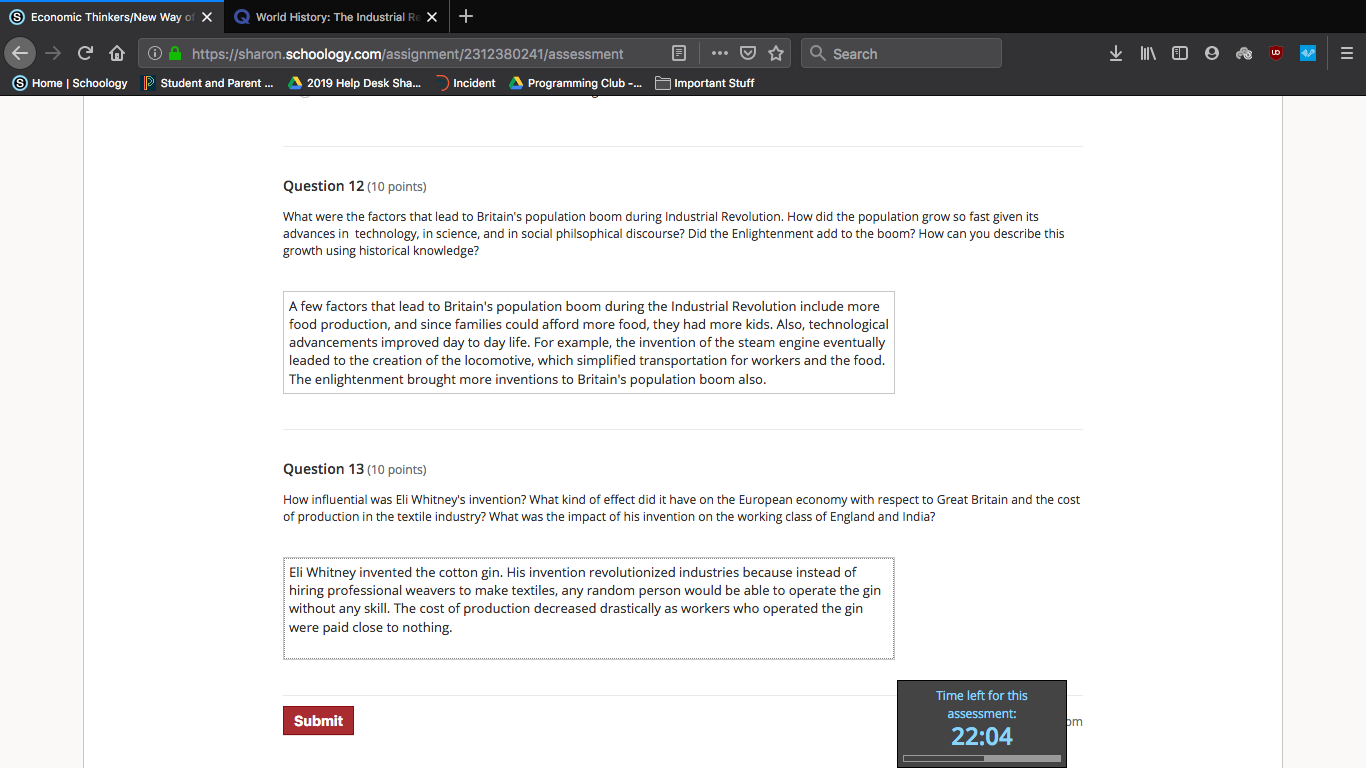 Economic Thinkers/New Way of
World History: The Industrial Re
https://sharon.schoology.com/assignment/2312380241/assessment
Search
Home | Schoology
Student and Parent ...
2019 Help Desk Sha...
Incident
Programming Club -...
Important Stuff
Question 12 (10 points)
What were the factors that lead to Britain's population boom during Industrial Revolution. How did the population grow so fast given its
advances in  technology, in science, and in social philsophical discourse? Did the Enlightenment add to the boom? How can you describe this
growth using historical knowledge?
A few factors that lead to Britain's population boom during the Industrial Revolution include more
food production, and since families could afford more food, they had more kids. Also, technological
advancements improved day to day life. For example, the invention of the steam engine eventually
leaded to the creation of the locomotive, which simplified transportation for workers and the food.
The enlightenment brought more inventions to Britain's population boom also.
Question 13 (10 points)
How influential was Eli Whitney's invention? What kind of effect did it have on the European economy with respect to Great Britain and the cost
of production in the textile industry? What was the impact of his invention on the working class of England and India?
Eli Whitney invented the cotton gin. His invention revolutionized industries because instead of
hiring professional weavers to make textiles, any random person would be able to operate the gin
without any skill. The cost of production decreased drastically as workers who operated the gin
were paid close to nothing.
Submit
Time left for this
assessment:
22:04
om